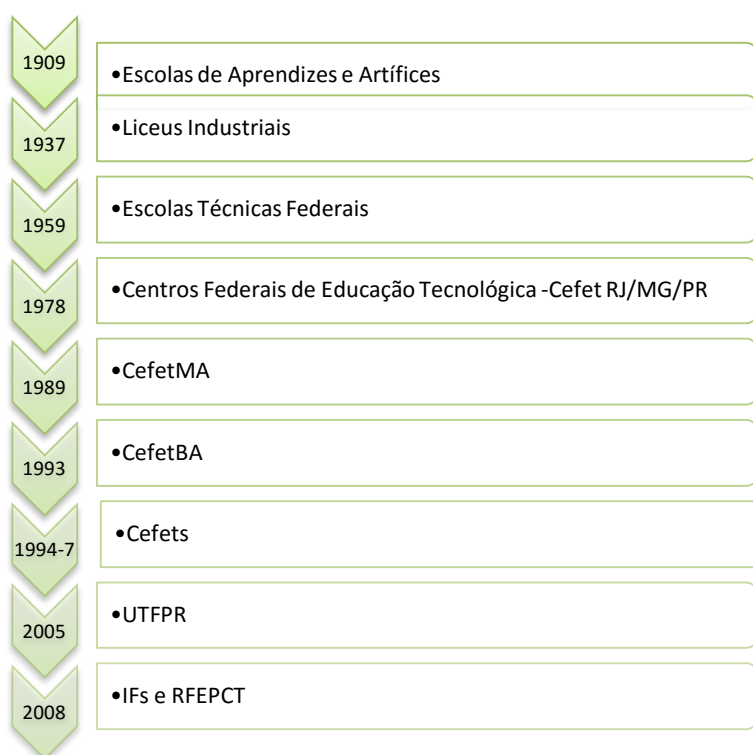 1909
•Escolas de Aprendizes e Artífices
1937
•Liceus Industriais
1959
•Escolas Técnicas Federais
1978
•Centros Federais de Educação Tecnológica -Cefet RJ/MG/PR
1989
•CefetMA
1993
•CefetBA
1994-7
•Cefets
2005
•UTFPR
2008
•IFs e RFEPCT